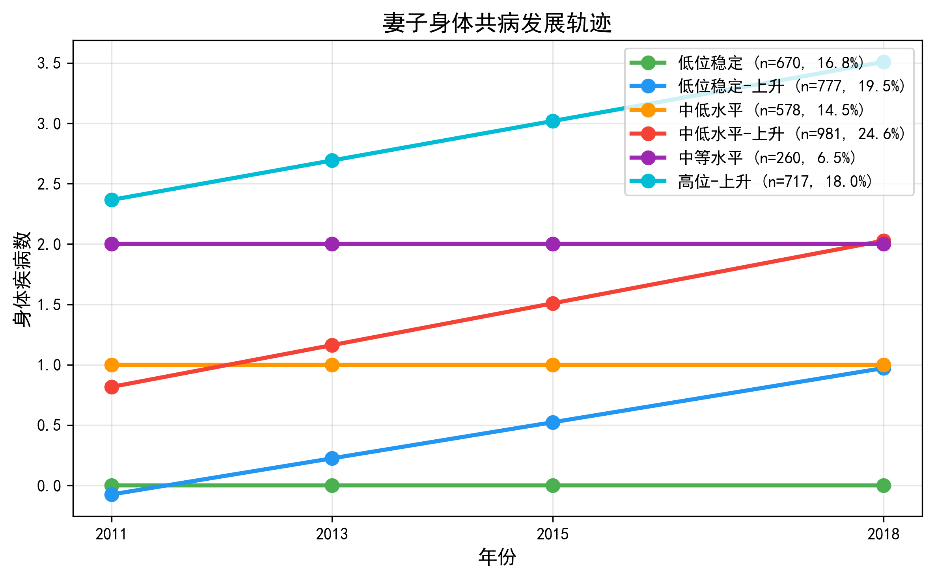 妻子身体共病发展轨迹
身体疾病数
3.5
3.0
2.5
2.0
1.5
1.0
0.5
0.0
低位稳定 (n=670, 16.8%)
低位稳定-上升 (n=777, 19.5%)
中低水平 (n=578, 14.5%)
中低水平-上升 (n=981, 24.6%)
中等水平 (n=260, 6.5%)
高位-上升 (n=717, 18.0%)
2011 2013 2015 2018
年份